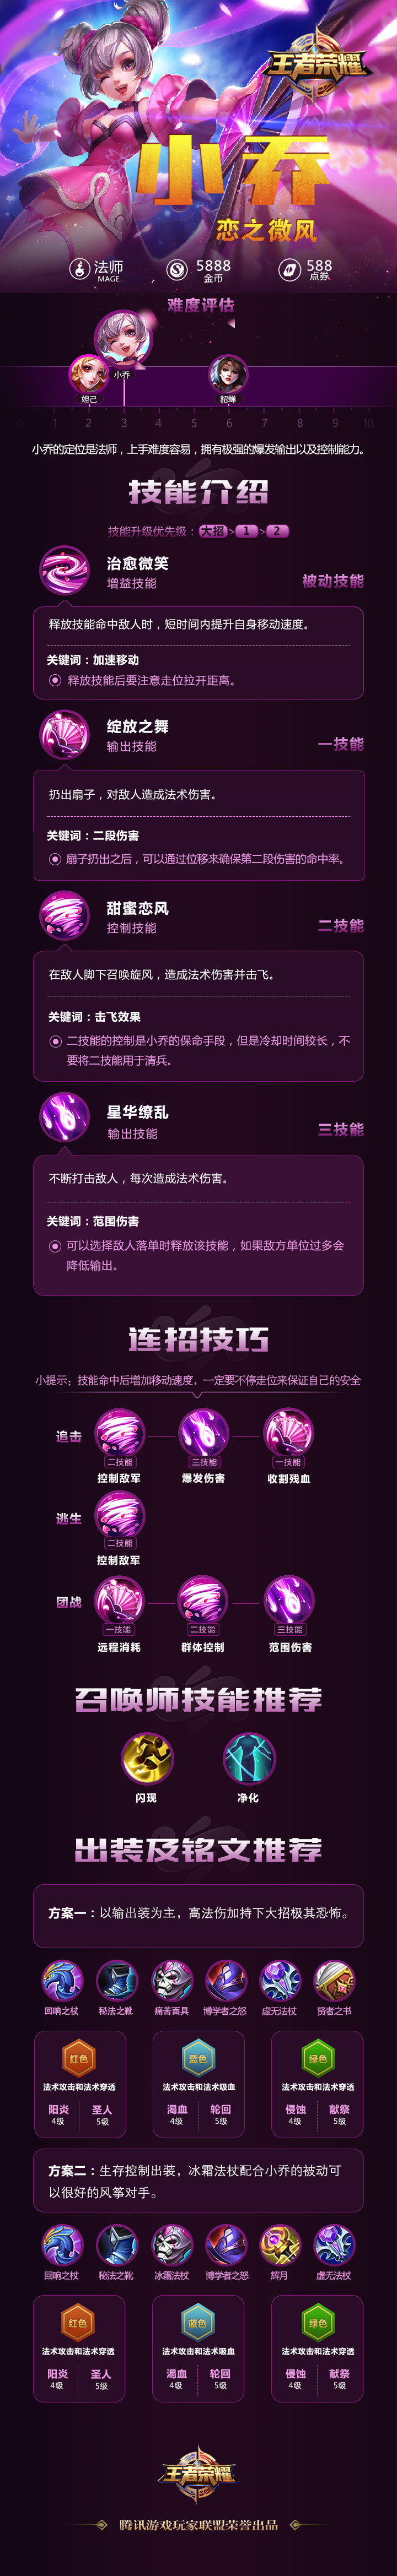 王者荣耀
小乔
恋之微风
法师
MAGE
5888
金币
588
点券
难度评估
小乔
妲己
貂蝉
0 1 2 3 4 5 6 7 8 9 10
小乔的定位是法师，上手难度容易，拥有极强的爆发输出以及控制能力。
技能介绍
技能升级优先级：大招>1>2
治愈微笑
增益技能
被动技能
释放技能命中敌人时，短时间内提升自身移动速度。
关键词：加速移动
释放技能后要注意走位拉开距离。
绽放之舞
输出技能
一技能
扔出扇子，对敌人造成法术伤害。
关键词：二段伤害
扇子扔出之后，可以通过位移来确保第二段伤害的命中率。
甜蜜恋风
控制技能
二技能
在敌人脚下召唤旋风，造成法术伤害并击飞。
关键词：击飞效果
二技能的控制是小乔的保命手段，但是冷却时间较长，不
要将二技能用于清兵。
星华缭乱
输出技能
三技能
不断打击敌人，每次造成法术伤害。
关键词：范围伤害
可以选择敌人落单时释放该技能，如果敌方单位过多会
降低输出。
连招技巧
小提示：技能命中后增加移动速度，一定要不停走位来保证自己的安全
追击
二技能 三技能 一技能
控制敌军 爆发伤害 收割残血
逃生
二技能
控制敌军
团战
一技能 二技能 三技能
远程消耗 群体控制 范围伤害
召唤师技能推荐
闪现 净化
出装及铭文推荐
方案一：以输出装为主，高法伤加持下大招极其恐怖。
回响之杖 秘法之靴 痛苦面具 博学者之怒 虚无法杖 贤者之书
红色 蓝色 绿色
法术攻击和法术穿透 法术攻击和法术吸血 法术攻击和法术穿透
阳炎 圣人 渴血 轮回 侵蚀 献祭
4级 5级 4级 5级 4级 5级
方案二：生存控制出装，冰霜法杖配合小乔的被动可
以很好的风筝对手。
回响之杖 秘法之靴 冰霜法杖 博学者之怒 辉月 虚无法杖
红色 蓝色 绿色
法术攻击和法术穿透 法术攻击和法术吸血 法术攻击和法术穿透
阳炎 圣人 渴血 轮回 侵蚀 献祭
4级 5级 4级 5级 4级 5级
王者荣耀
腾讯游戏玩家联盟荣誉出品